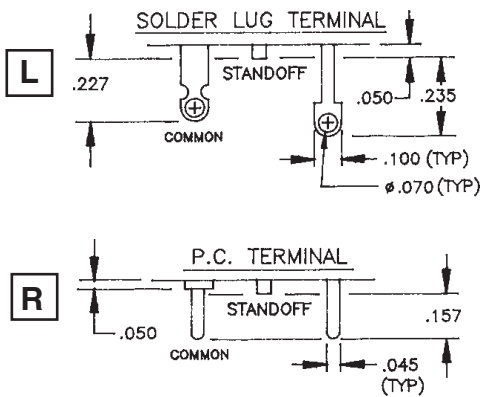 SOLDER LUG TERMINAL
L
.227
STANDOFF
.050
.235
COMMON
.100 (TYP)
ø.070 (TYP)
P.C. TERMINAL
R
STANDOFF
.050
.157
COMMON
.045
(TYP)